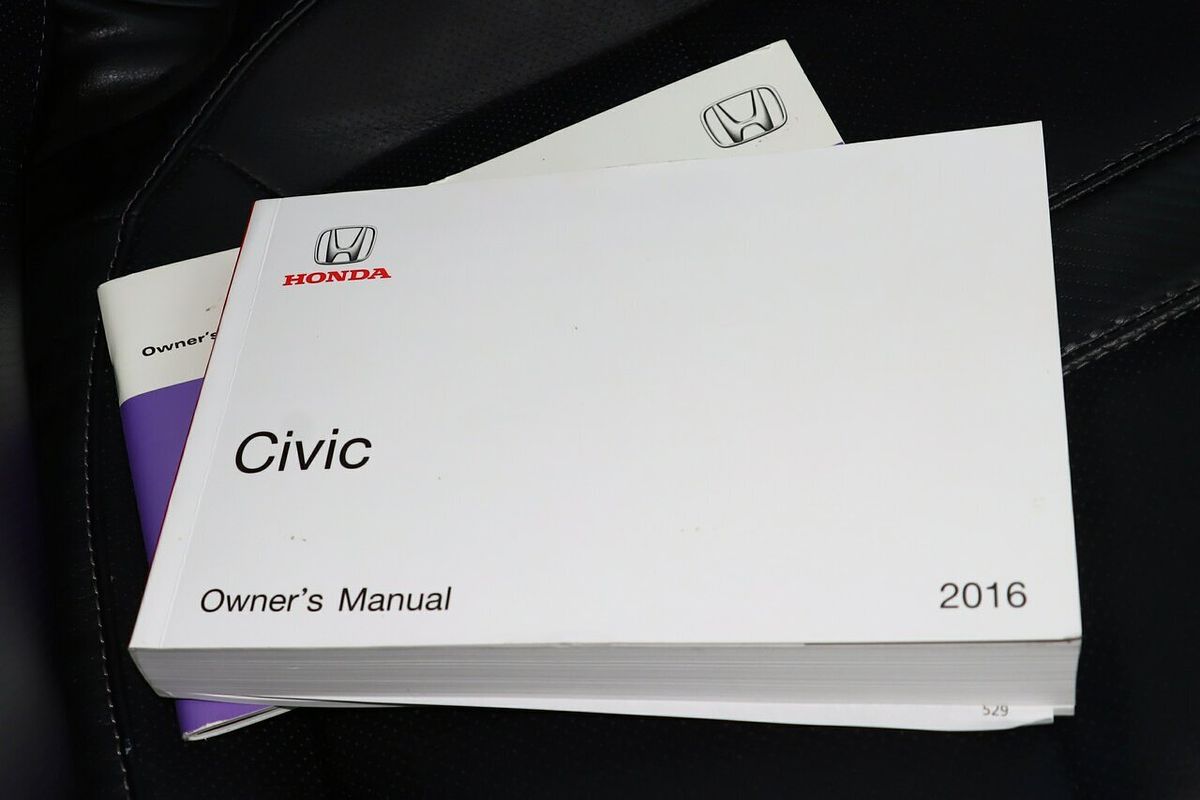 HONDA
Owner's
Civic
Owner's Manual
2016
529